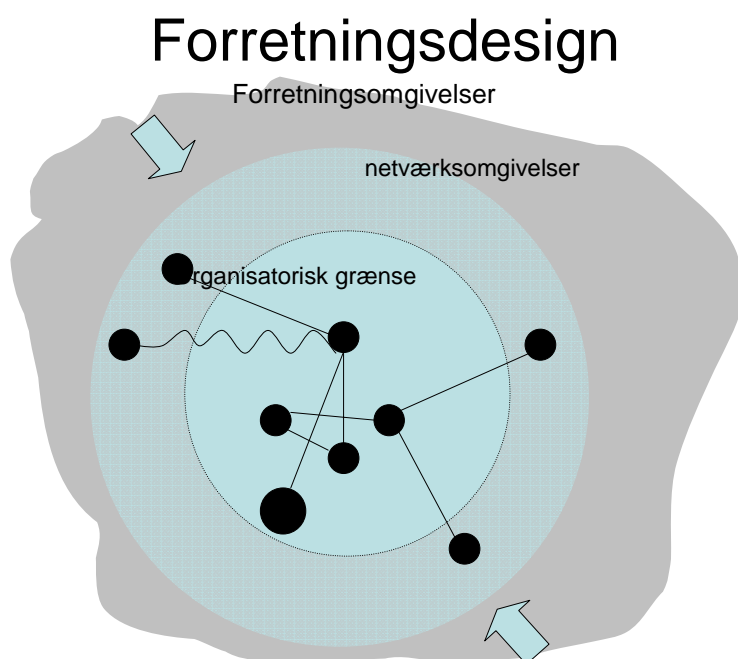 Forretningsdesign
Forretningsomgivelser
netværksomgivelser
rganisatorisk grænse